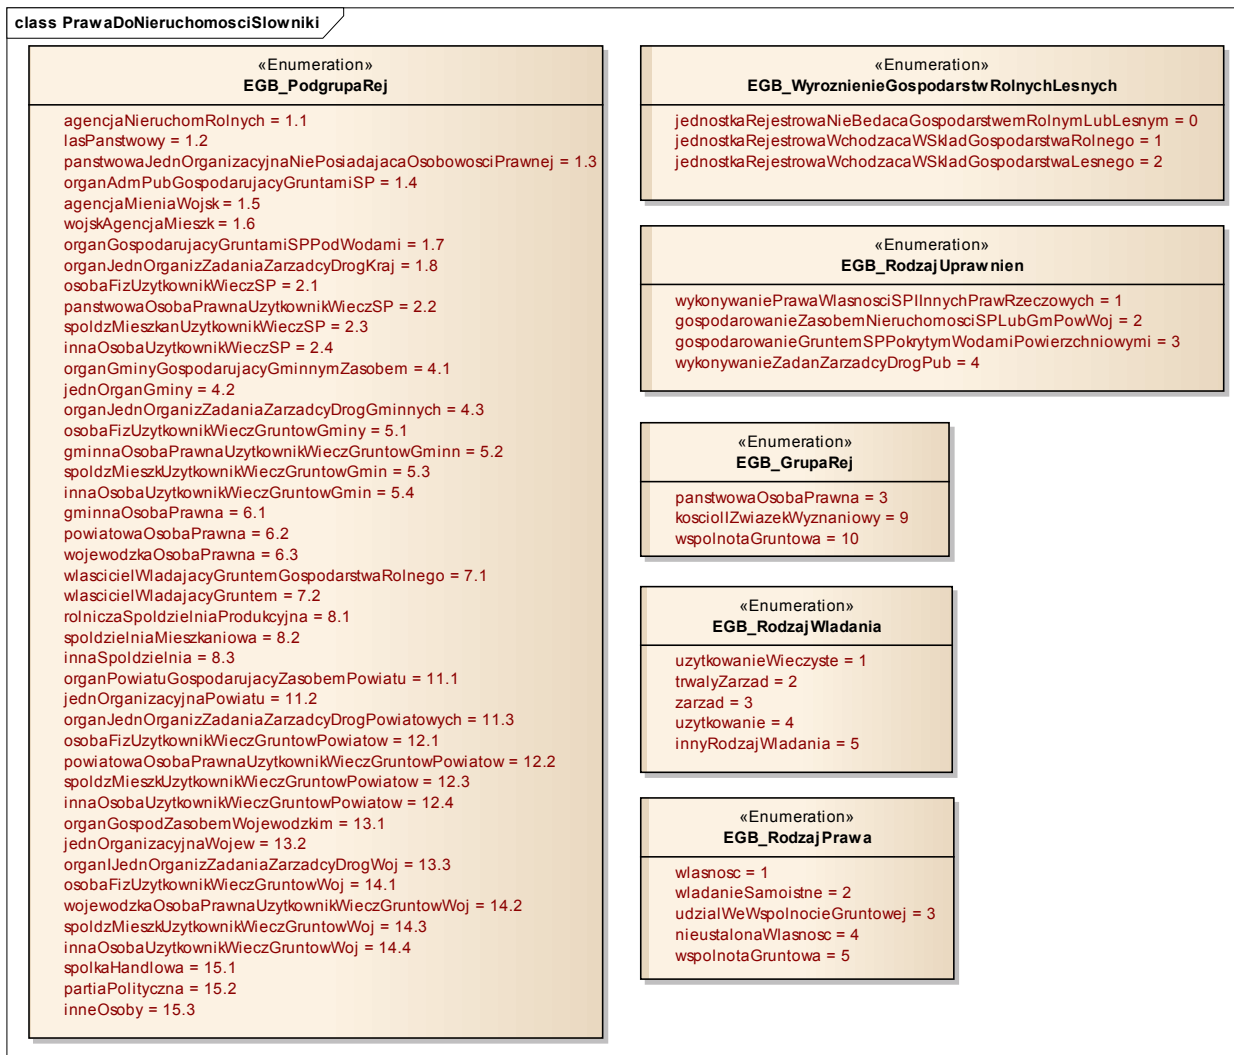 class PrawaDoNieruchomosciSlowniki
«Enumeration»
EGB_PodgrupaRej
agencjaNieruchomRolnych = 1.1
lasPanstwowy = 1.2
panstwowaJednOrganizacyjnaNiePosiadajacaOsobowosciPrawnej = 1.3
organAdmPubGospodarujacyGruntamiSP = 1.4
agencjaMieniaWojsk = 1.5
wojskAgencjaMieszk = 1.6
organGospodarujacyGruntamiSPPodWodami = 1.7
organJednOrganizZadaniaZarzadcyDrogKraj = 1.8
osobaFizUzytkownikWieczSP = 2.1
panstwowaOsobaPrawnaUzytkownikWieczSP = 2.2
spoldzMieszkanUzytkownikWieczSP = 2.3
innaOsobaUzytkownikWieczSP = 2.4
organGminyGospodarujacyGminnymZasobem = 4.1
jednOrganGminy = 4.2
organJednOrganizZadaniaZarzadcyDrogGminnych = 4.3
osobaFizUzytkownikWieczGruntowGminy = 5.1
gminnaOsobaPrawnaUzytkownikWieczGruntowGminn = 5.2
spoldzMieszkUzytkownikWieczGruntowGmin = 5.3
innaOsobaUzytkownikWieczGruntowGmin = 5.4
gminnaOsobaPrawna = 6.1
powiatowaOsobaPrawna = 6.2
wojewodzkaOsobaPrawna = 6.3
wlascicielWladajacyGruntemGospodarstwaRolnego = 7.1
wlascicielWladajacyGruntem = 7.2
rolniczaSpoldzielniaProdukcyjna = 8.1
spoldzielniaMieszkaniowa = 8.2
innaSpoldzielnia = 8.3
organPowiatuGospodarujacyZasobemPowiatu = 11.1
jednOrganizacyjnaPowiatu = 11.2
organJednOrganizZadaniaZarzadcyDrogPowiatowych = 11.3
osobaFizUzytkownikWieczGruntowPowiatow = 12.1
powiatowaOsobaPrawnaUzytkownikWieczGruntowPowiatow = 12.2
spoldzMieszkUzytkownikWieczGruntowPowiatow = 12.3
innaOsobaUzytkownikWieczGruntowPowiatow = 12.4
organGospodZasobemWojewodzkim = 13.1
jednOrganizacyjnaWojew = 13.2
organIJednOrganizZadaniaZarzadcyDrogWoj = 13.3
osobaFizUzytkownikWieczGruntowWoj = 14.1
wojewodzkaOsobaPrawnaUzytkownikWieczGruntowWoj = 14.2
spoldzMieszkUzytkownikWieczGruntowWoj = 14.3
innaOsobaUzytkownikWieczGruntowWoj = 14.4
spolkaHandlowa = 15.1
partiaPolityczna = 15.2
inneOsoby = 15.3
«Enumeration»
EGB_WyroznienieGospodarstwRolnychLesnych
jednostkaRejestrowaNieBedacaGospodarstwemRolnymLubLesnym = 0
jednostkaRejestrowaWchodzacaWSkladGospodarstwaRolnego = 1
jednostkaRejestrowaWchodzacaWSkladGospodarstwaLesnego = 2
«Enumeration»
EGB_RodzajUprawnien
wykonywaniePrawaWlasnosciSPIInnychPrawRzeczowych = 1
gospodarowanieZasobemNieruchomosciSPLubGmPowWoj = 2
gospodarowanieGruntemSPPokrytymWodamiPowierzchniowymi = 3
wykonywanieZadanZarzadcyDrogPub = 4
«Enumeration»
EGB_GrupaRej
panstwowaOsobaPrawna = 3
kosciolIZwiazekWyznaniowy = 9
wspolnotaGruntowa = 10
«Enumeration»
EGB_RodzajWladania
uzytkowanieWieczyste = 1
trwalyZarzad = 2
zarzad = 3
uzytkowanie = 4
innyRodzajWladania = 5
«Enumeration»
EGB_RodzajPrawa
wlasnosc = 1
wladanieSamoistne = 2
udzialWeWspolnocieGruntowej = 3
nieustalonaWlasnosc = 4
wspolnotaGruntowa = 5